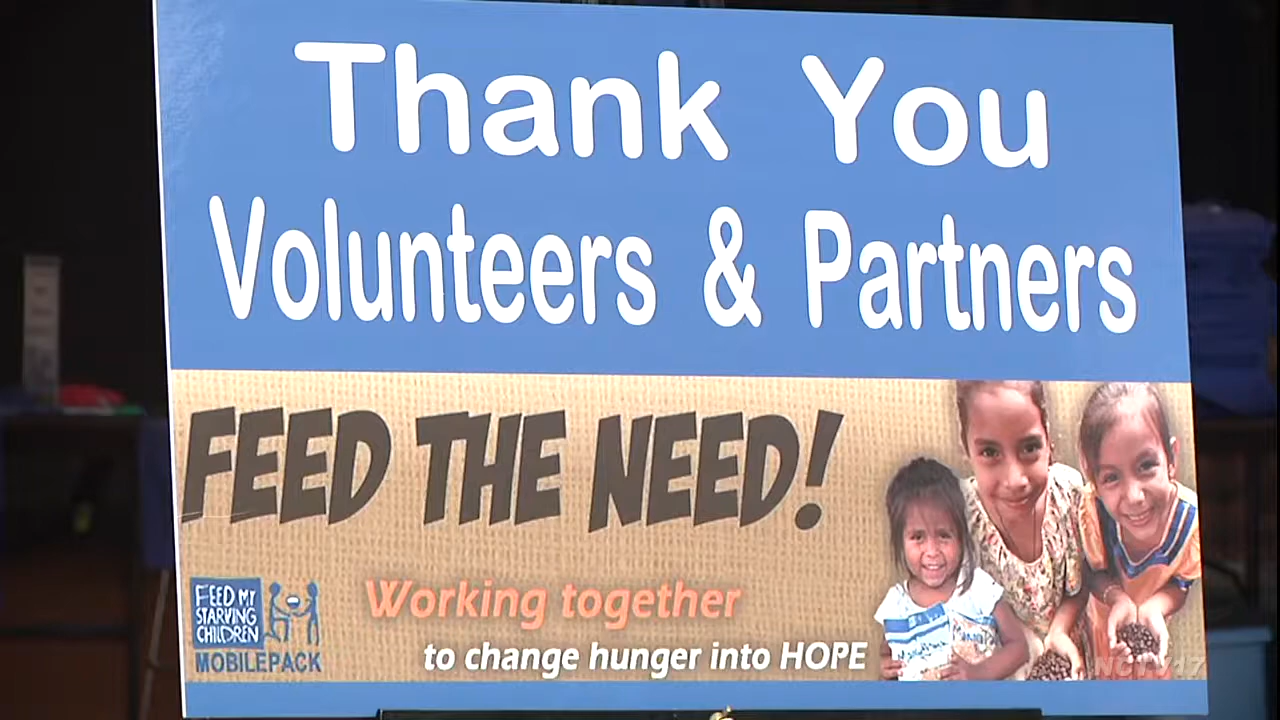 Thank You
Volunteers & Partners
FEED THE NEED!
FEED MY
STARVING
CHILDREN
MOBILEPACK
Working together
to change hunger into HOPE
NCTV17